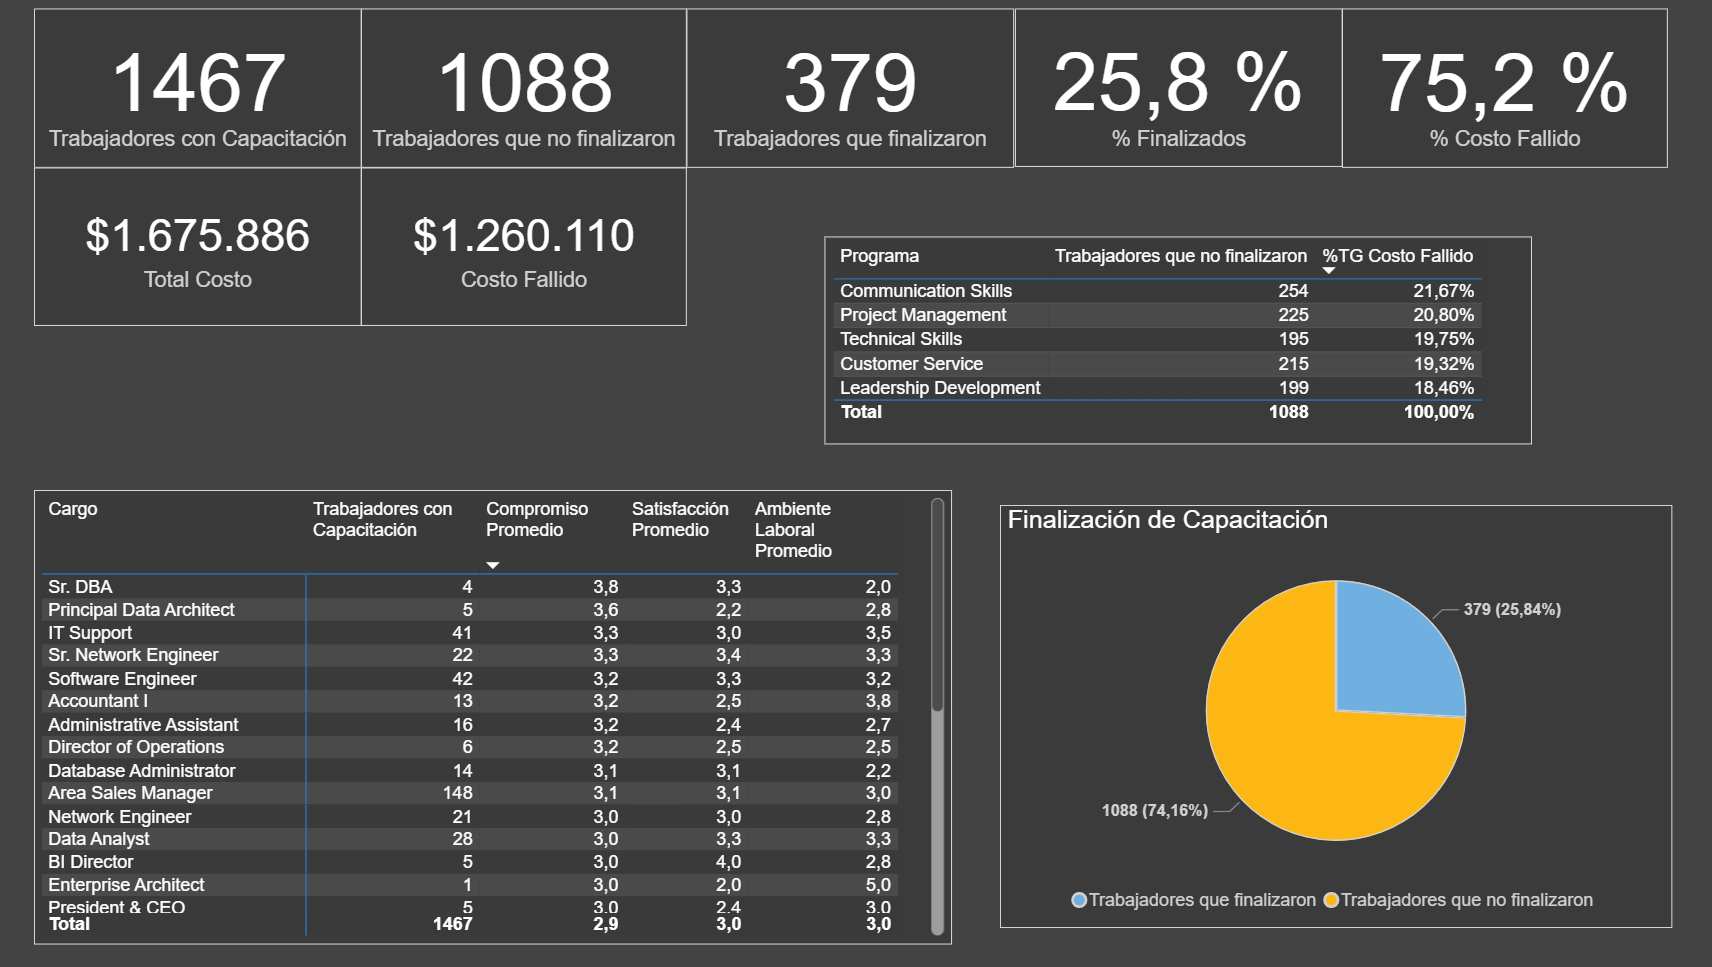 1467
Trabajadores con Capacitación
1088
Trabajadores que no finalizaron
379
Trabajadores que finalizaron
25,8 %
% Finalizados
75,2 %
% Costo Fallido
$1.675.886
Total Costo
$1.260.110
Costo Fallido
Programa Trabajadores que no finalizaron %TG Costo Fallido
Communication Skills 254 21,67%
Project Management 225 20,80%
Technical Skills 195 19,75%
Customer Service 215 19,32%
Leadership Development 199 18,46%
Total 1088 100,00%
Cargo Trabajadores con Compromiso Satisfacción Ambiente
Capacitación Promedio Promedio Laboral
Promedio
Sr. DBA 4 3,8 3,3 2,0
Principal Data Architect 5 3,6 2,2 2,8
IT Support 41 3,3 3,0 3,5
Sr. Network Engineer 22 3,3 3,4 3,3
Software Engineer 42 3,2 3,3 3,2
Accountant I 13 3,2 2,5 3,8
Administrative Assistant 16 3,2 2,4 2,7
Director of Operations 6 3,2 2,5 2,5
Database Administrator 14 3,1 3,1 2,2
Area Sales Manager 148 3,1 3,1 3,0
Network Engineer 21 3,0 3,0 2,8
Data Analyst 28 3,0 3,3 3,3
BI Director 5 3,0 4,0 2,8
Enterprise Architect 1 3,0 2,0 5,0
President & CEO 5 3,0 2,4 3,0
Total 1467 2,9 3,0 3,0
Finalización de Capacitación
379 (25,84%)
1088 (74,16%)
Trabajadores que finalizaron Trabajadores que no finalizaron